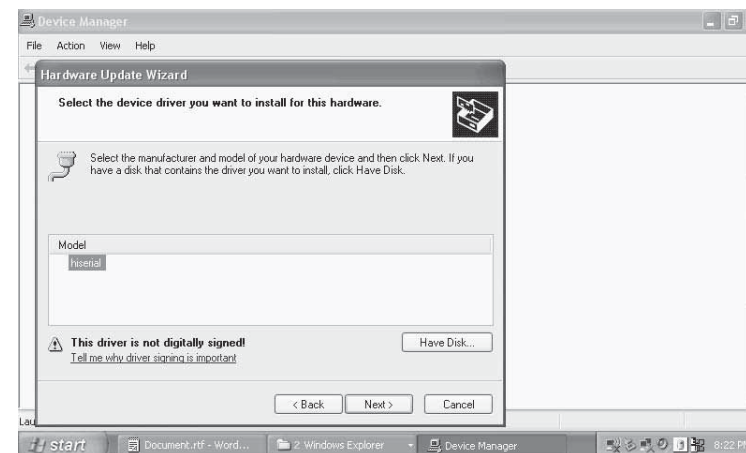 Device Manager
File Action View Help
Hardware Update Wizard
Select the device driver you want to install for this hardware.
Select the manufacturer and model of your hardware device and then click Next. If you
have a disk that contains the driver you want to install, click Have Disk.
Model
hiserial
This driver is not digitally signed!
Tell me why driver signing is important
Have Disk...
< Back Next > Cancel
Lau
start Document.rtf - Word... 2 Windows Explorer Device Manager 8:22 PM